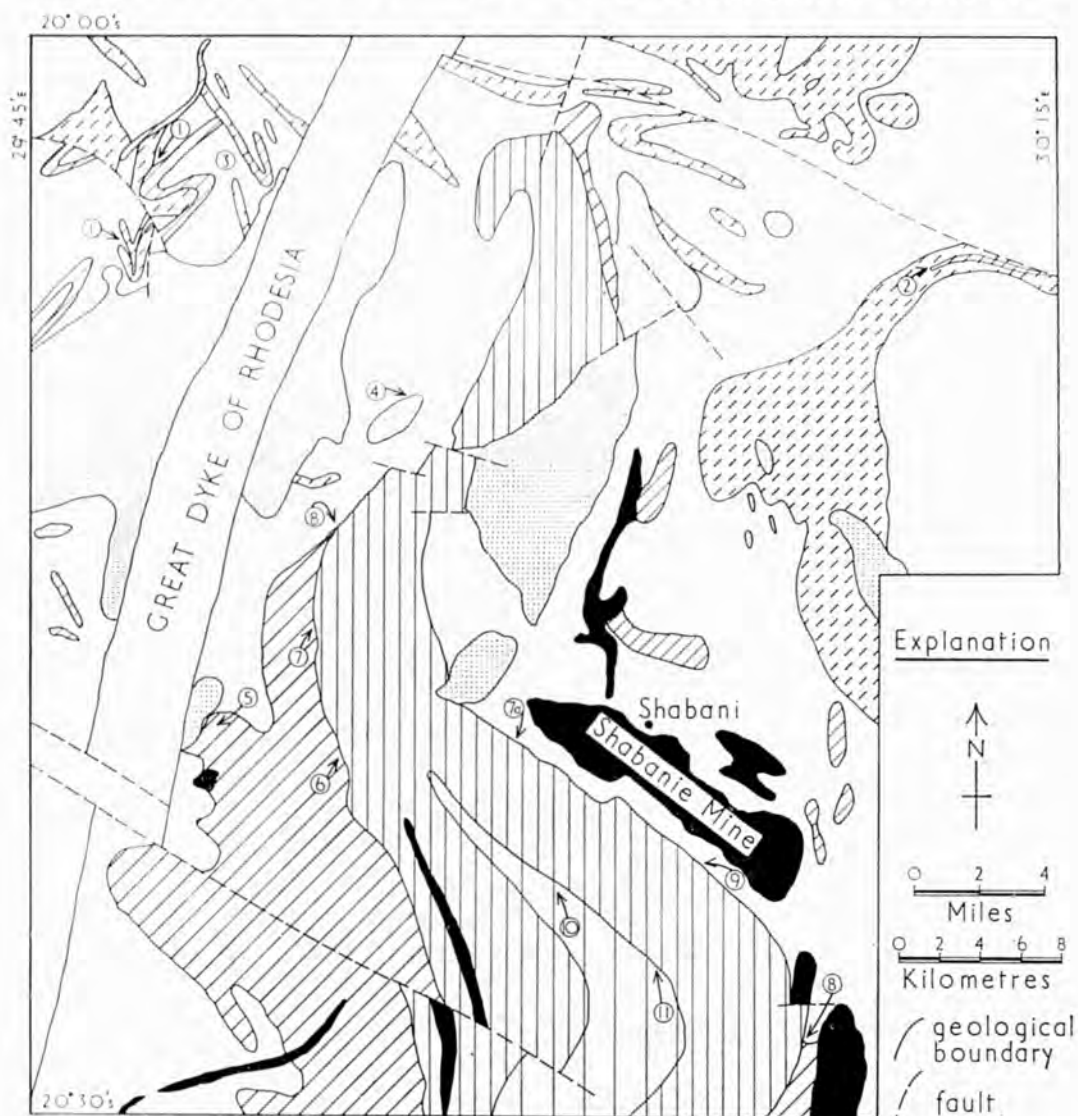 20°00's
29°45'E
30°15'E
①
③
①
②
GREAT DYKE OF RHODESIA
④
⑧
⑦
⑤
⑥
7a
Shabani
Shabanie Mine
⑨
10
11
⑧
20°30's
Explanation
N
0 2 4
Miles
0 2 4 6 8
Kilometres
geological
boundary
fault